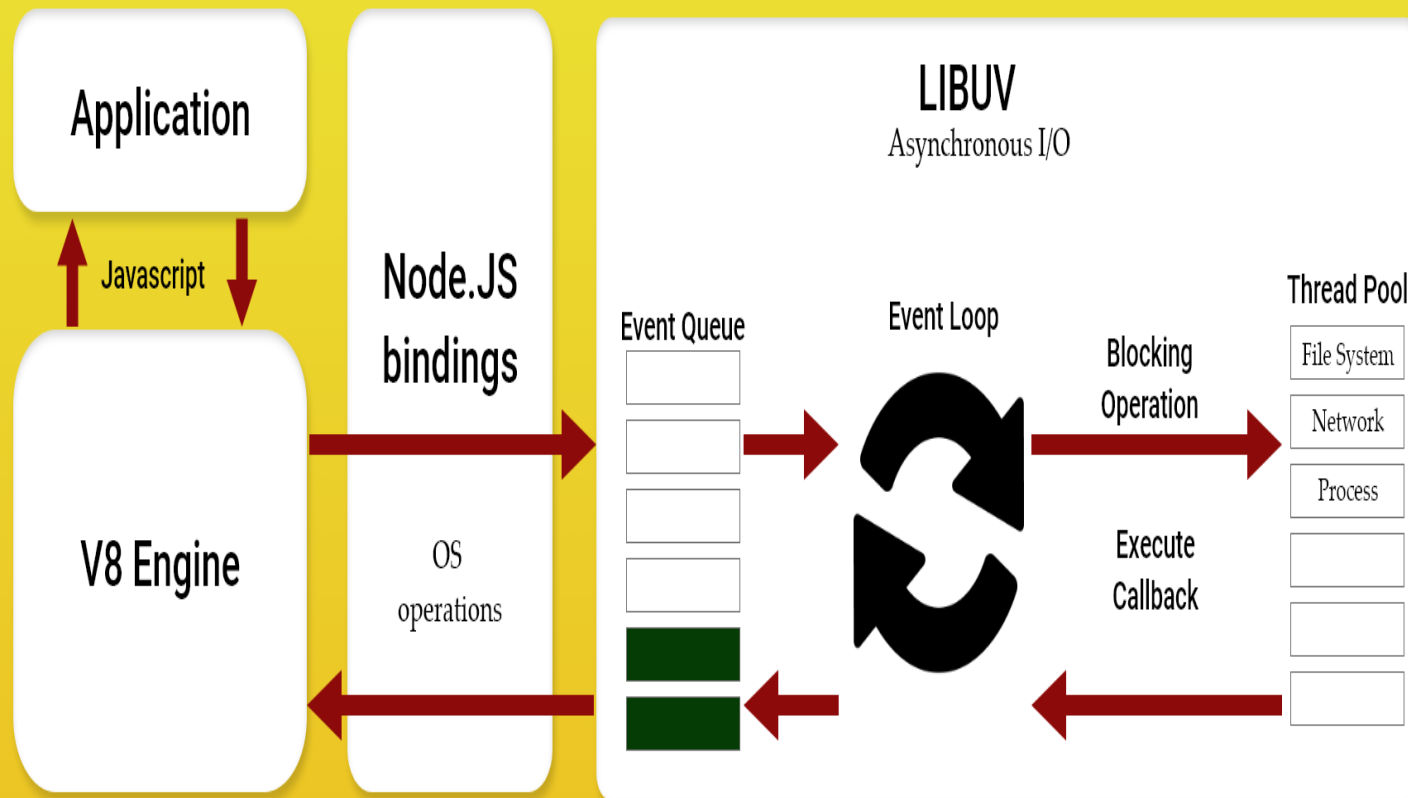 Application
Javascript
V8 Engine
Node.JS
bindings
OS
operations
LIBUV
Asynchronous I/O
Event Queue
Event Loop
Blocking
Operation
Execute
Callback
Thread Pool
File System
Network
Process